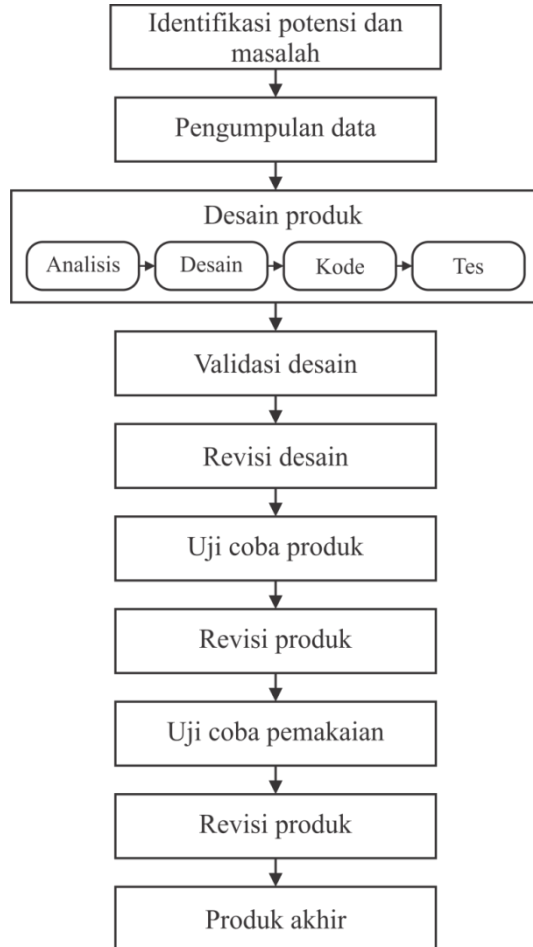 Identifikasi potensi dan
masalah
Pengumpulan data
Desain produk
Analisis
Desain
Kode
Tes
Validasi desain
Revisi desain
Uji coba produk
Revisi produk
Uji coba pemakaian
Revisi produk
Produk akhir